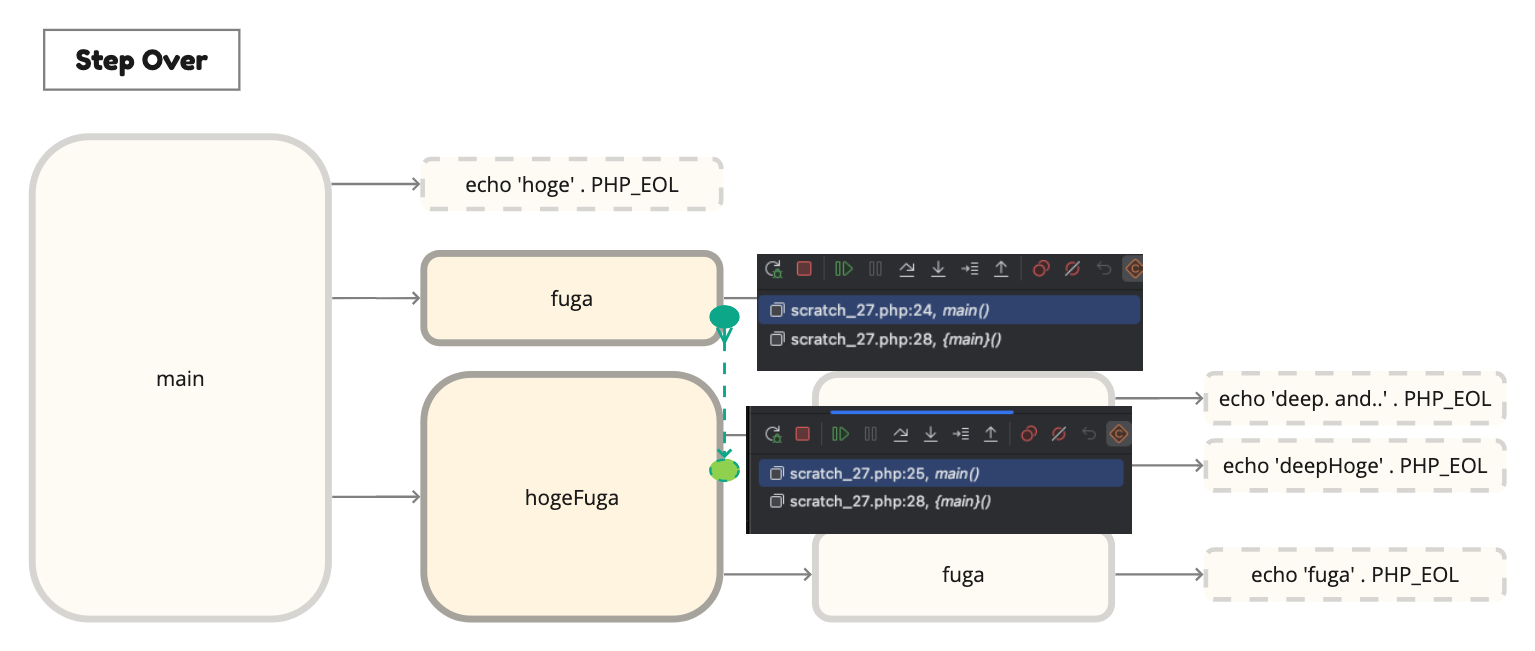 Step Over
echo 'hoge' . PHP_EOL
fuga
scratch_27.php:24, main()
scratch_27.php:28, {main}()
main
echo 'deep. and..' . PHP_EOL
echo 'deepHoge' . PHP_EOL
scratch_27.php:25, main()
scratch_27.php:28, {main}()
hogeFuga
fuga
echo 'fuga' . PHP_EOL